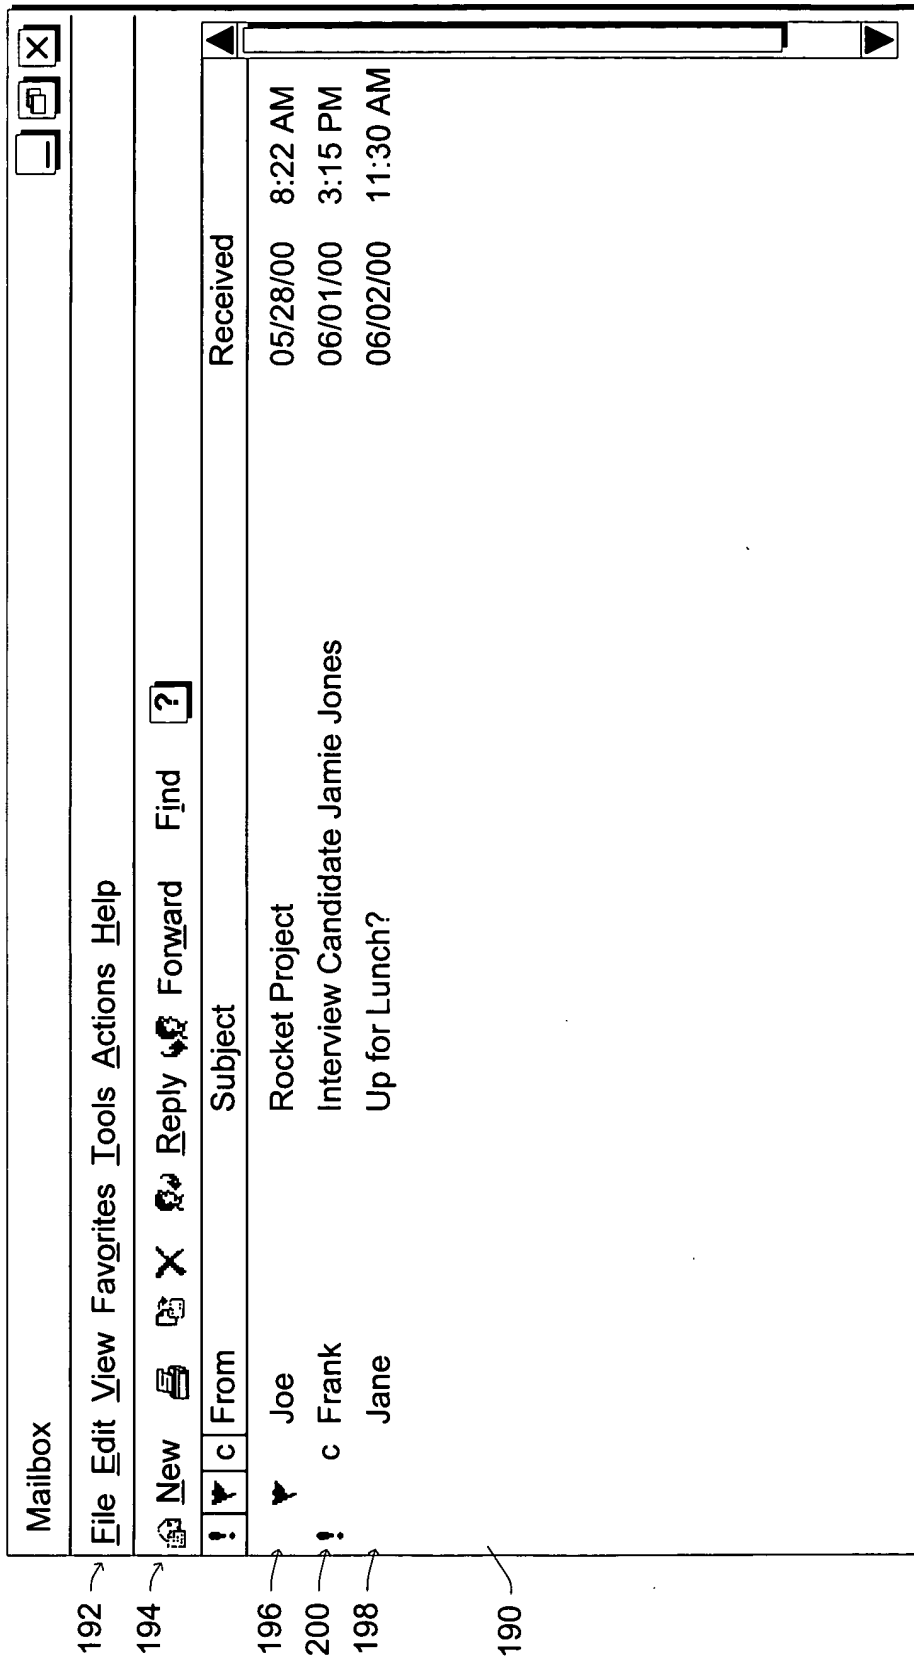 Mailbox
192 File Edit View Favorites Tools Actions Help
194 New Reply Forward Find ?
! c From Subject Received
196 Joe Rocket Project 05/28/00 8:22 AM
200 ! c Frank Interview Candidate Jamie Jones 06/01/00 3:15 PM
198 Jane Up for Lunch? 06/02/00 11:30 AM
190